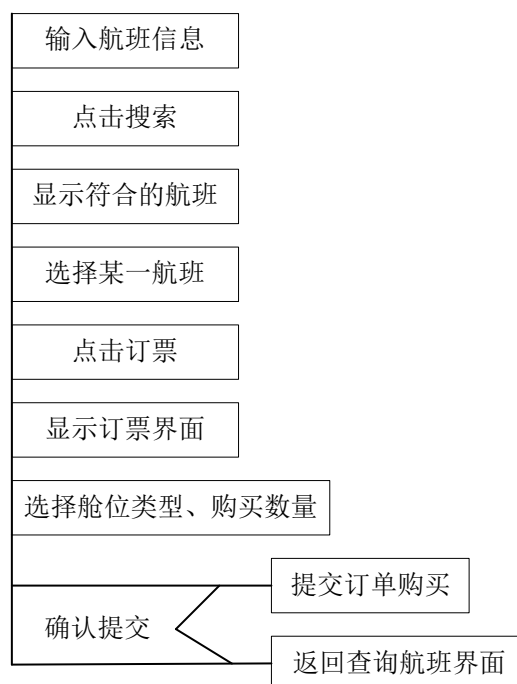 输入航班信息
点击搜索
显示符合的航班
选择某一航班
点击订票
显示订票界面
选择舱位类型、购买数量
提交订单购买
确认提交
返回查询航班界面